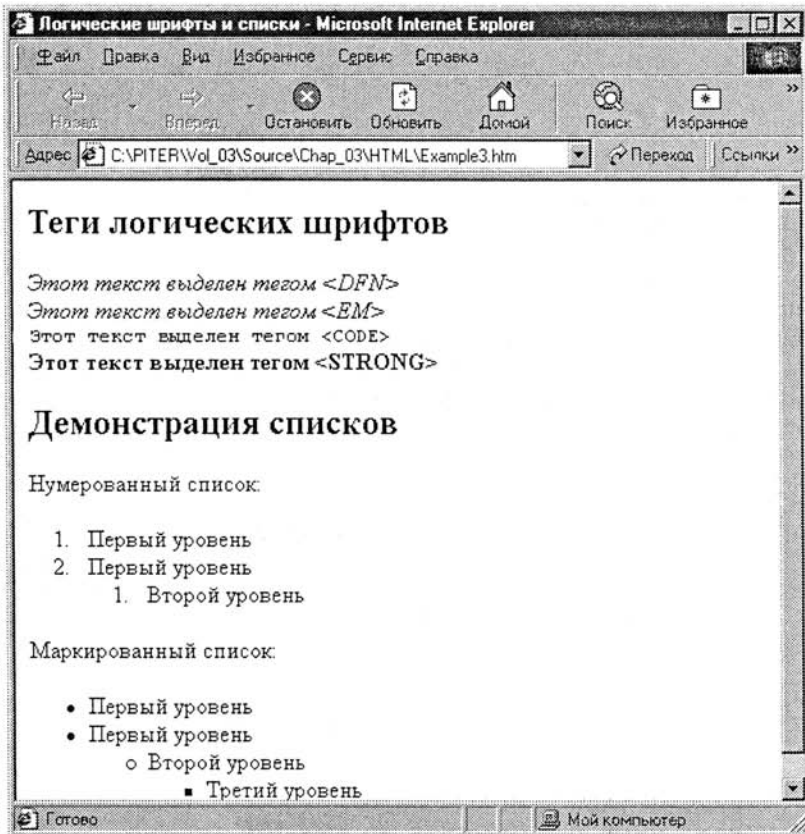 Логические шрифты и списки - Microsoft Internet Explorer
Файл Правка Вид Избранное Сервис Справка
Назад Вперед Остановить Обновить Домой Поиск Избранное »
Адрес C:\PITER\Vol_03\Source\Chap_03\HTML\Example3.htm Переход Ссылки »
Теги логических шрифтов
Этот текст выделен тегом <DFN>
Этот текст выделен тегом <EM>
Этот текст выделен тегом <CODE>
Этот текст выделен тегом <STRONG>
Демонстрация списков
Нумерованный список:
1. Первый уровень
2. Первый уровень
1. Второй уровень
Маркированный список:
• Первый уровень
• Первый уровень
○ Второй уровень
▪ Третий уровень
Готово Мой компьютер